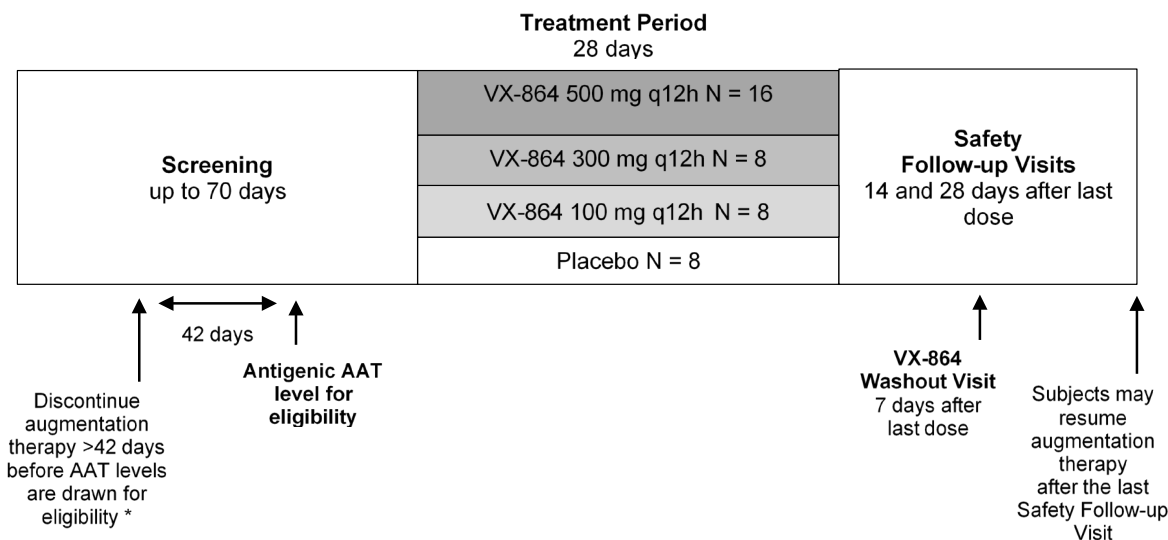 Treatment Period
28 days
VX-864 500 mg q12h N = 16
VX-864 300 mg q12h N = 8
VX-864 100 mg q12h N = 8
Placebo N = 8
Screening
up to 70 days
Safety
Follow-up Visits
14 and 28 days after last
dose
42 days
Discontinue
augmentation
therapy >42 days
before AAT levels
are drawn for
eligibility *
Antigenic AAT
level for
eligibility
VX-864
Washout Visit
7 days after
last dose
Subjects may
resume
augmentation
therapy
after the last
Safety Follow-up
Visit